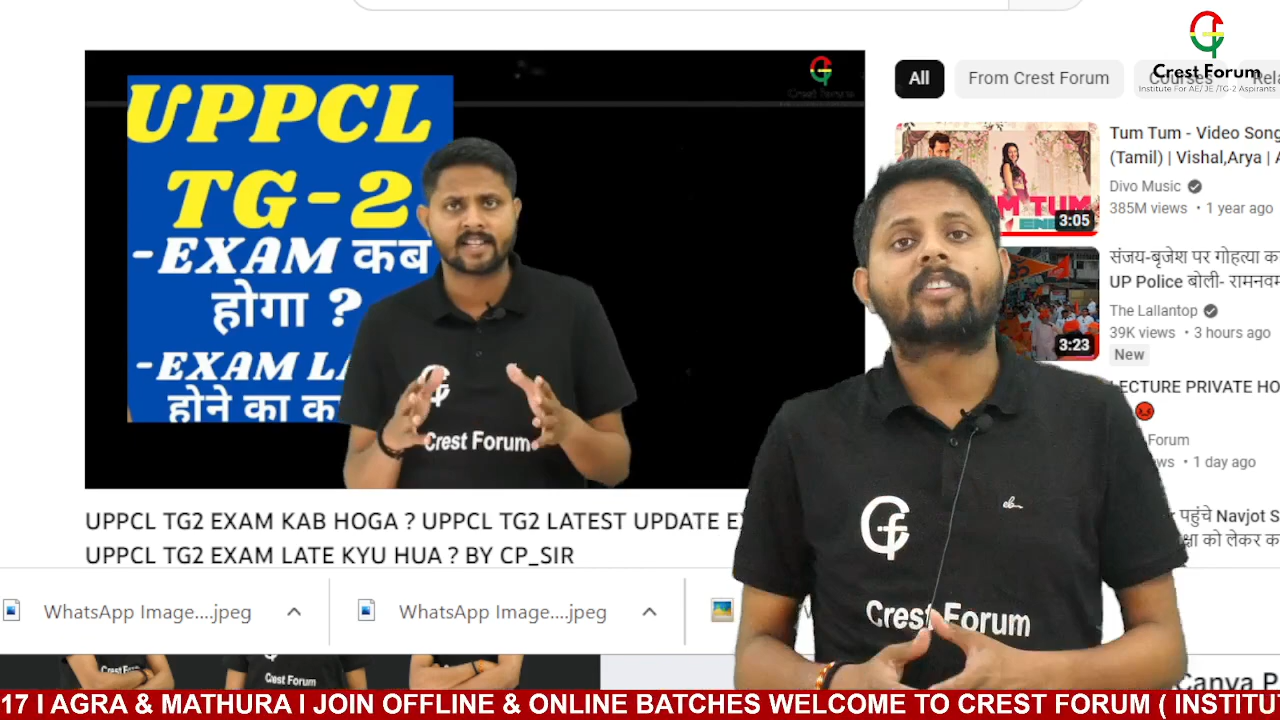 UPPCL
TG-2
-EXAM कब
होगा ?
-EXAM
होने का
Crest Forum
UPPCL TG2 EXAM KAB HOGA ? UPPCL TG2 LATEST UPDATE
UPPCL TG2 EXAM LATE KYU HUA ? BY CP_SIR
All
From Crest Forum
Courses
Crest Forum
Institute For AE/ JE /TG-2 Aspirants
Tum Tum - Video Song
(Tamil) | Vishal,Arya |
Divo Music
385M views • 1 year ago
3:05
संजय-बृजेश पर गोहत्या
UP Police बोली-
The Lallantop
39K views • 3 hours ago
New
3:23
LECTURE PRIVATE
Forum
• 1 day ago
पहुंचे Navjot
को लेकर
Crest Forum
WhatsApp Image....jpeg
WhatsApp Image....jpeg
Canva
17 I AGRA & MATHURA I JOIN OFFLINE & ONLINE BATCHES WELCOME TO CREST FORUM (